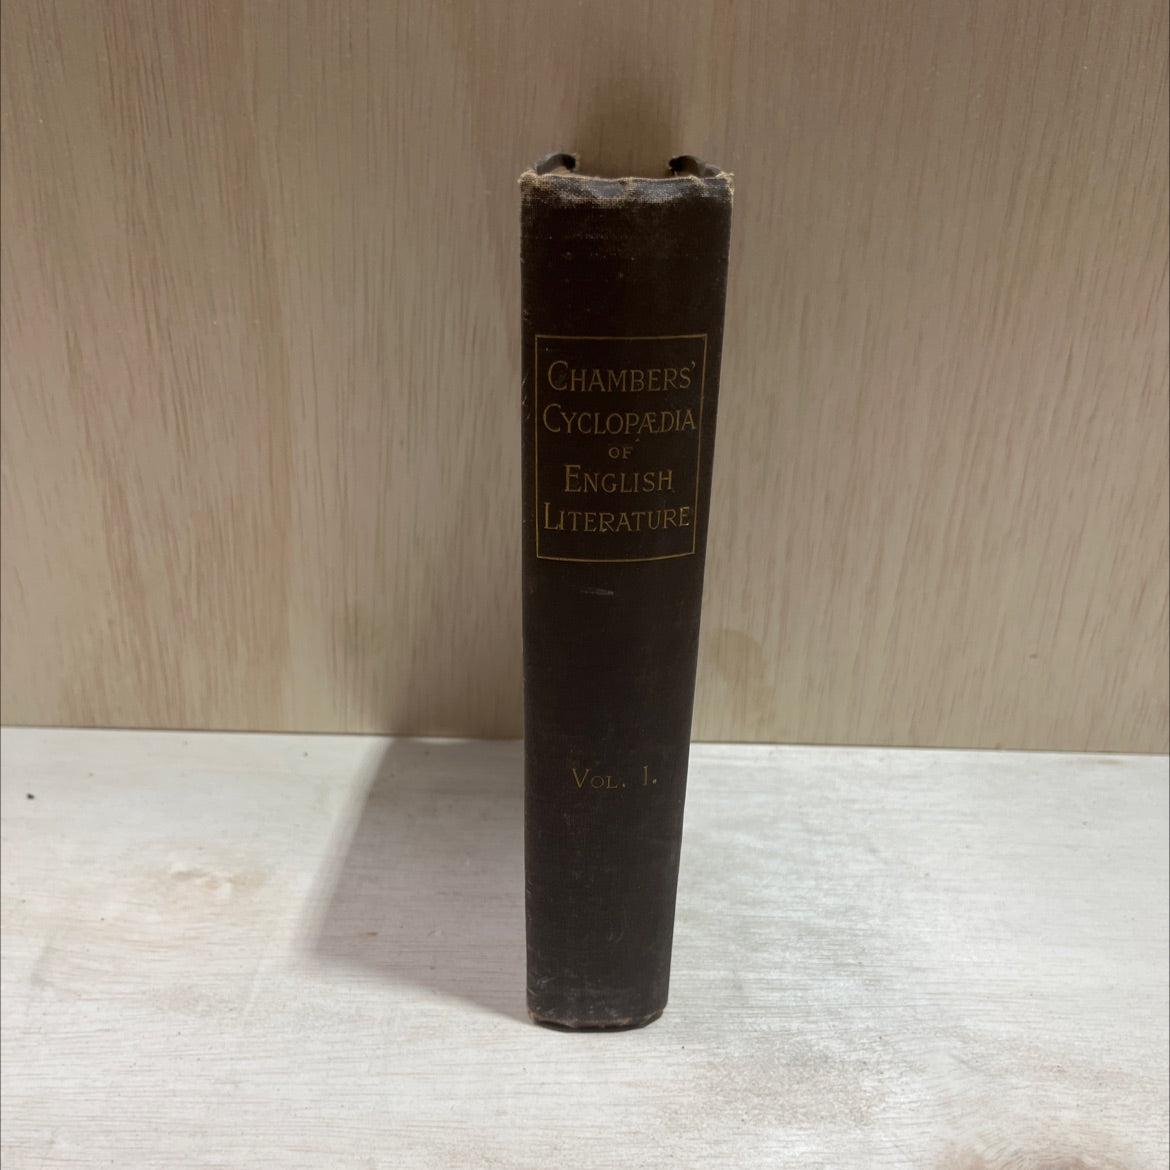 CHAMBERS'
CYCLOPÆDIA
OF
ENGLISH
LITERATURE
VOL. I.